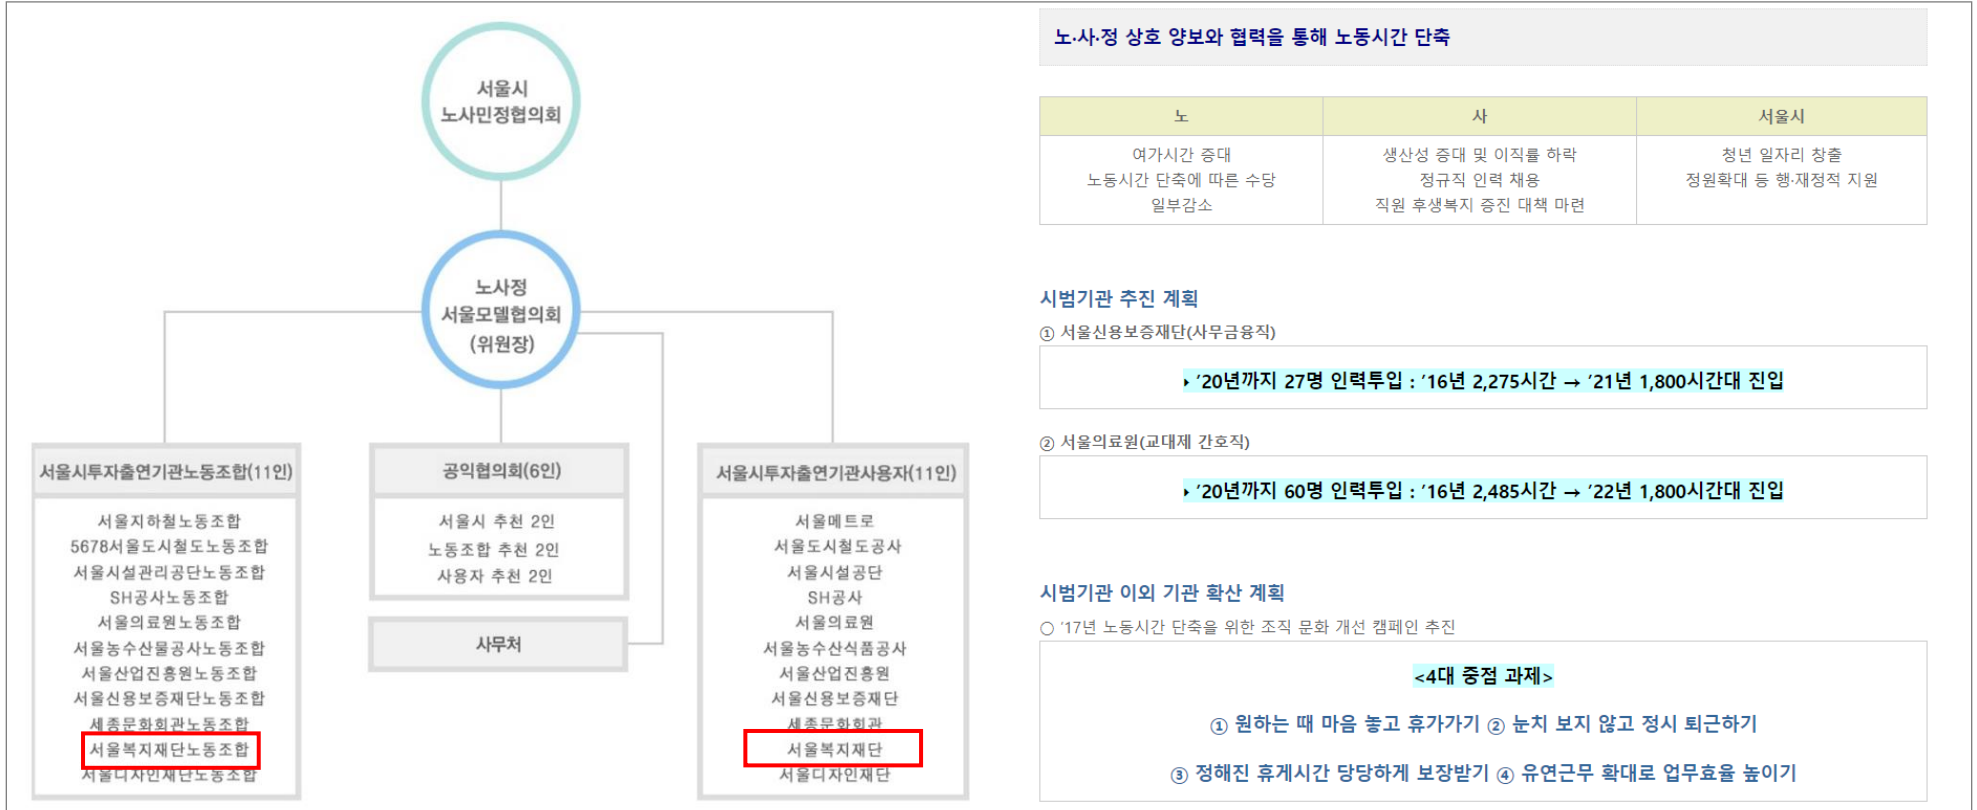 서울시
노사민정협의회
노사정
서울모델협의회
(위원장)
서울시투자출연기관노동조합(11인)
서울지하철노동조합
5678서울도시철도노동조합
서울시설관리공단노동조합
SH공사노동조합
서울의료원노동조합
서울농수산물공사노동조합
서울산업진흥원노동조합
서울신용보증재단노동조합
세종문화회관노동조합
서울복지재단노동조합
서울디자인재단노동조합
공익협의회(6인)
서울시 추천 2인
노동조합 추천 2인
사용자 추천 2인
사무처
서울시투자출연기관사용자(11인)
서울메트로
서울도시철도공사
서울시설공단
SH공사
서울의료원
서울농수산식품공사
서울산업진흥원
서울신용보증재단
세종문화회관
서울복지재단
서울디자인재단
노·사·정 상호 양보와 협력을 통해 노동시간 단축
노 사 서울시
여가시간 증대
노동시간 단축에 따른 수당
일부감소
생산성 증대 및 이직률 하락
정규직 인력 채용
직원 후생복지 증진 대책 마련
청년 일자리 창출
정원확대 등 행·재정적 지원
시범기관 추진 계획
① 서울신용보증재단(사무금융직)
▸ ′20년까지 27명 인력투입 : ′16년 2,275시간 → ′21년 1,800시간대 진입
② 서울의료원(교대제 간호직)
▸ ′20년까지 60명 인력투입 : ′16년 2,485시간 → ′22년 1,800시간대 진입
시범기관 이외 기관 확산 계획
○ ′17년 노동시간 단축을 위한 조직 문화 개선 캠페인 추진
<4대 중점 과제>
① 원하는 때 마음 놓고 휴가가기 ② 눈치 보지 않고 정시 퇴근하기
③ 정해진 휴게시간 당당하게 보장받기 ④ 유연근무 확대로 업무효율 높이기